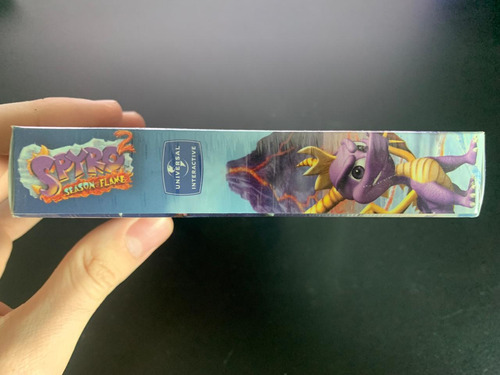 SPYRO 2
SEASON OF FLAME
UNIVERSAL
INTERACTIVE